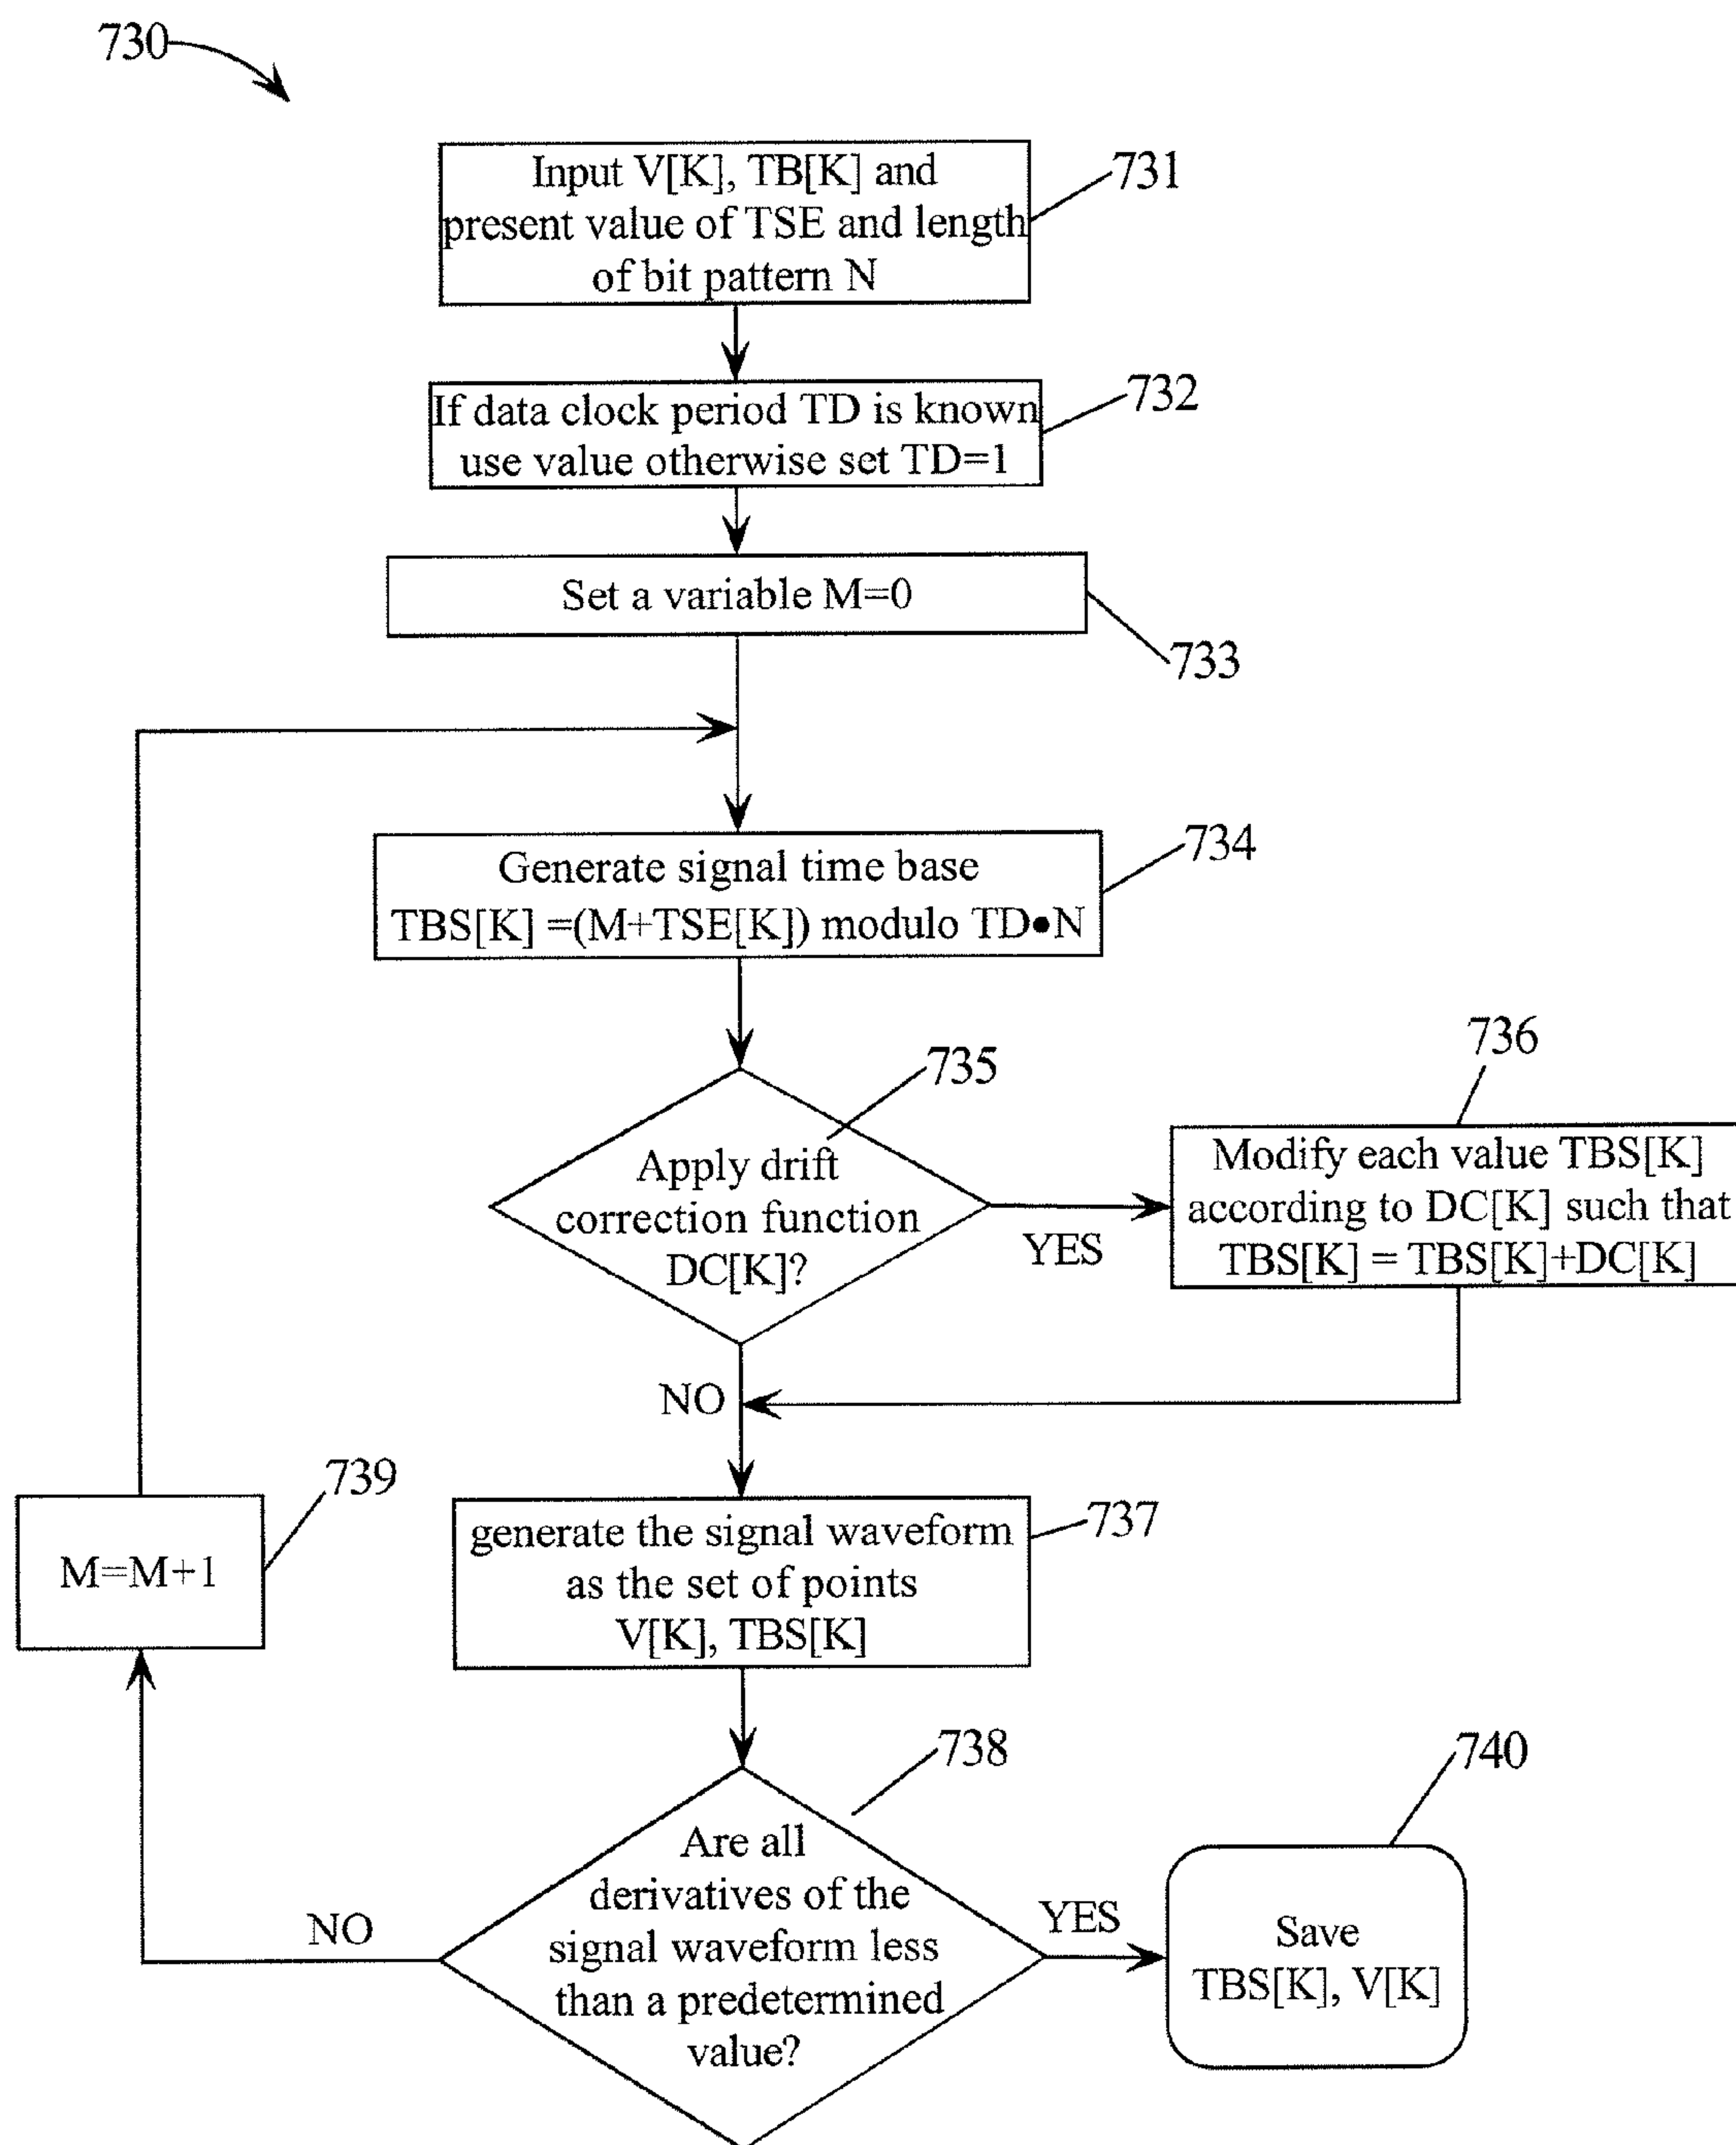 730
Input V[K], TB[K] and
present value of TSE and length
of bit pattern N
731
If data clock period TD is known
use value otherwise set TD=1
732
Set a variable M=0
733
Generate signal time base
TBS[K] =(M+TSE[K]) modulo TD●N
734
Apply drift
correction function
DC[K]?
735
YES
736
Modify each value TBS[K]
according to DC[K] such that
TBS[K] = TBS[K]+DC[K]
NO
generate the signal waveform
as the set of points
V[K], TBS[K]
737
M=M+1
739
Are all
derivatives of the
signal waveform less
than a predetermined
value?
738
NO
YES
Save
TBS[K], V[K]
740